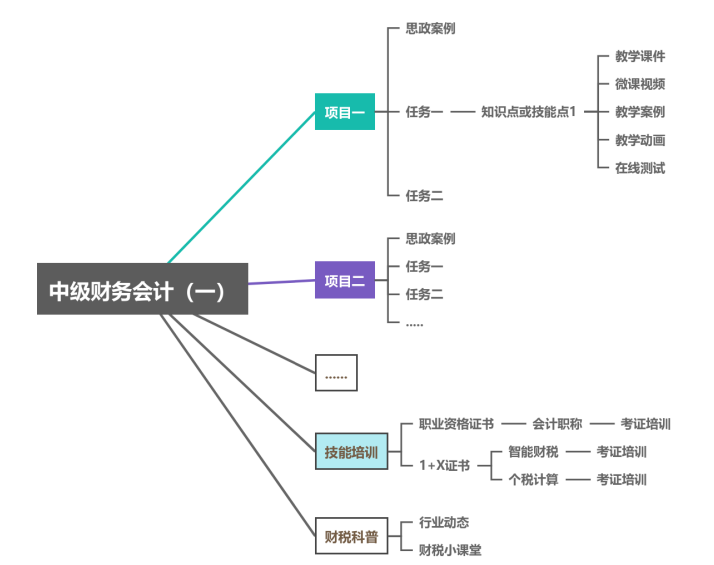 中级财务会计（一）
项目一
思政案例
任务一
知识点或技能点1
教学课件
微课视频
教学案例
教学动画
在线测试
任务二
项目二
思政案例
任务一
任务二
.....
......
技能培训
职业资格证书
会计职称
考证培训
1+X证书
智能财税
考证培训
个税计算
考证培训
财税科普
行业动态
财税小课堂